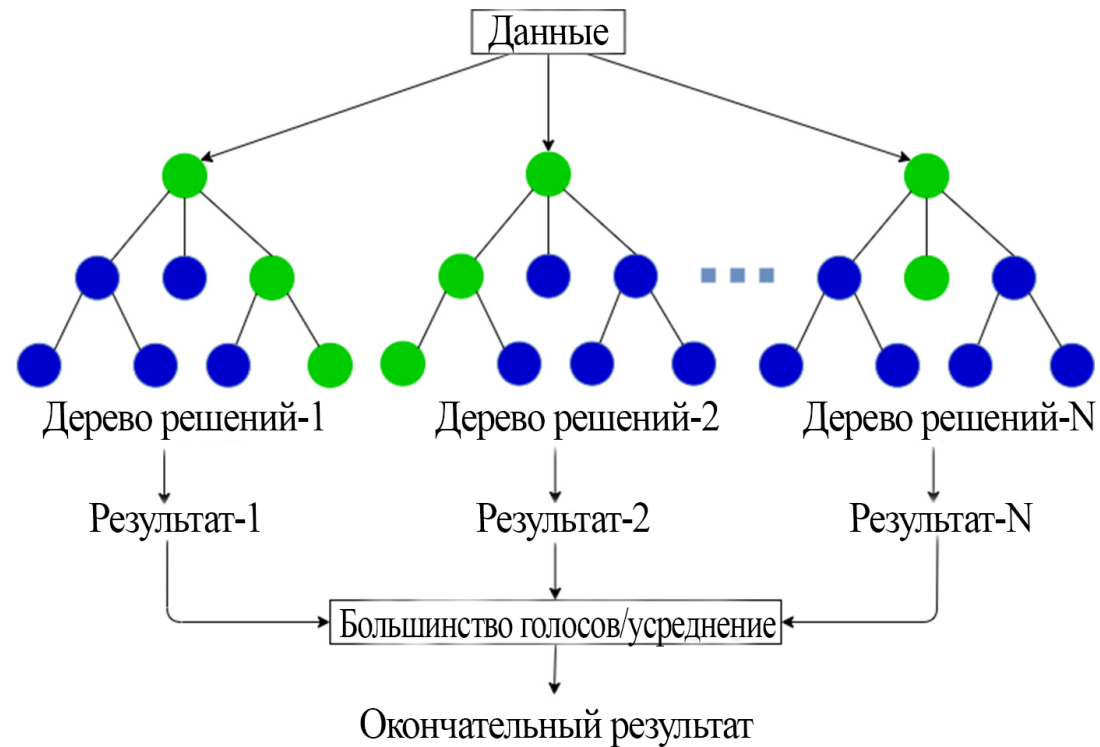 Данные
Дерево решений-1
Дерево решений-2
Дерево решений-N
Результат-1
Результат-2
Результат-N
Большинство голосов/усреднение
Окончательный результат